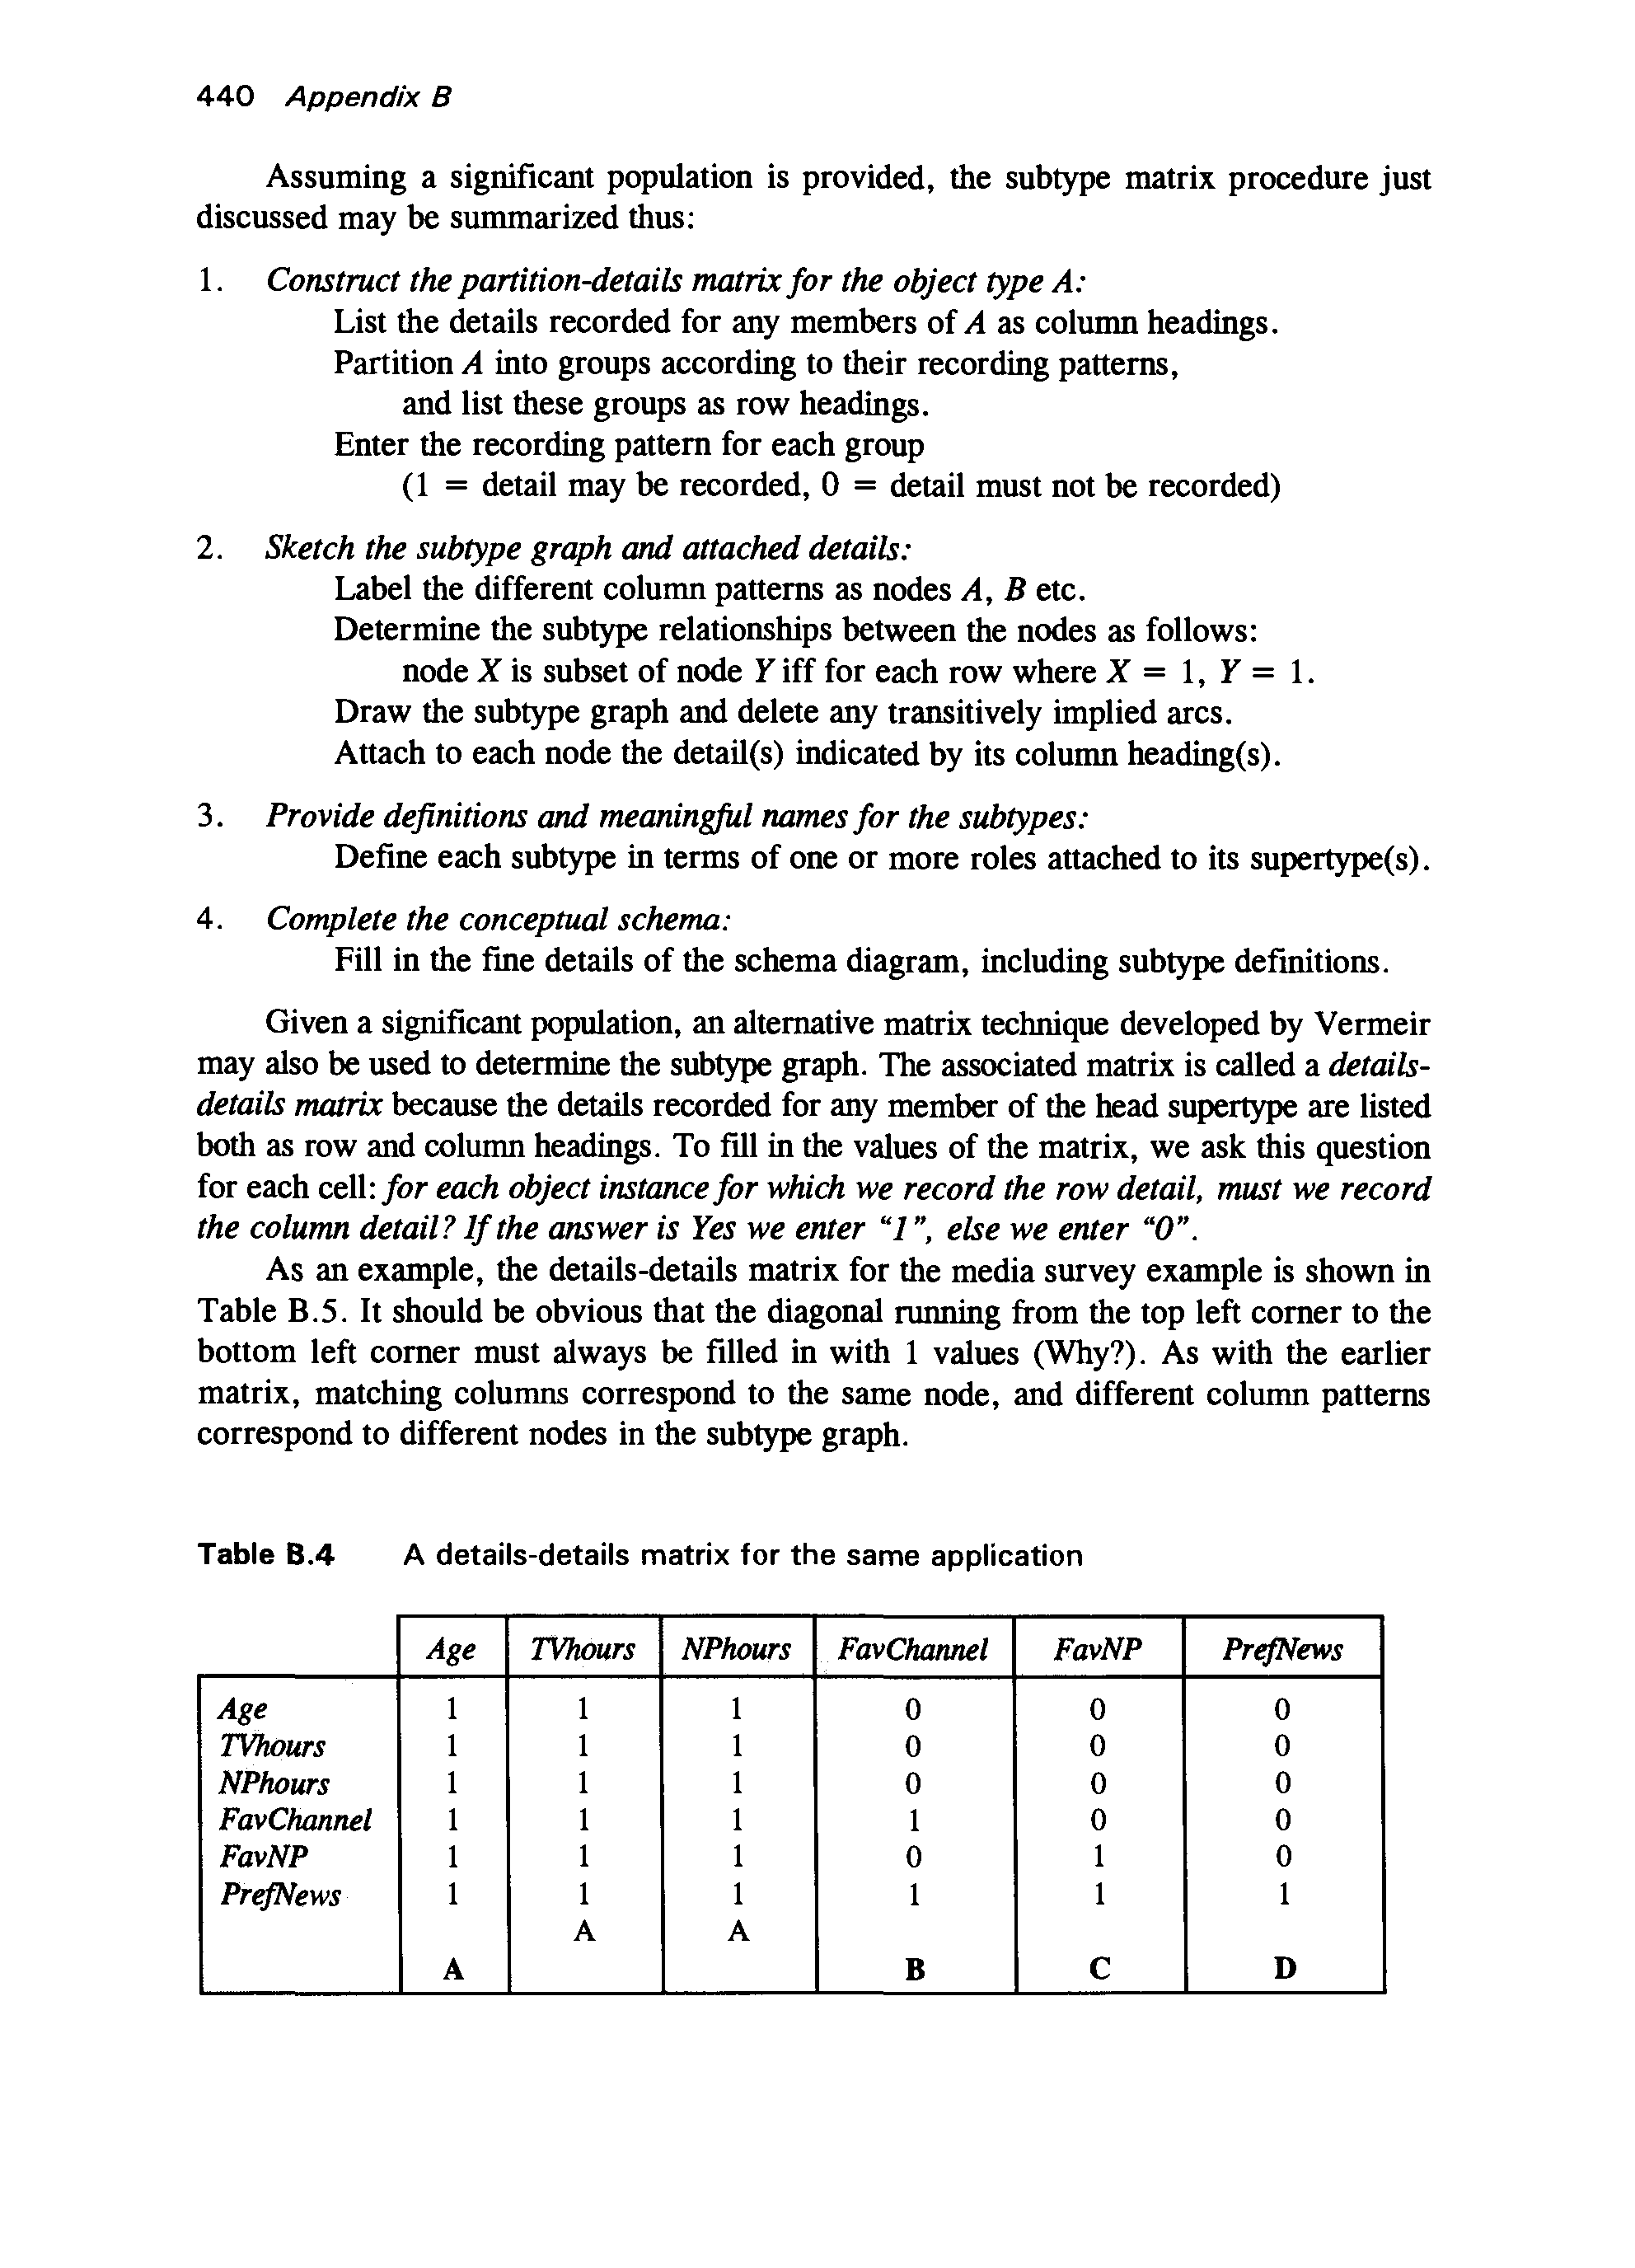 440 Appendix B
Assuming a significant population is provided, the subtype matrix procedure just
discussed may be summarized thus:
1. Construct the partition-details matrix for the object type A:
List the details recorded for any members of A as column headings.
Partition A into groups according to their recording patterns,
and list these groups as row headings.
Enter the recording pattern for each group
(1 = detail may be recorded, 0 = detail must not be recorded)
2. Sketch the subtype graph and attached details:
Label the different column patterns as nodes A, B etc.
Determine the subtype relationships between the nodes as follows:
node X is subset of node Y iff for each row where X = 1, Y = 1.
Draw the subtype graph and delete any transitively implied arcs.
Attach to each node the detail(s) indicated by its column heading(s).
3. Provide definitions and meaningful names for the subtypes:
Define each subtype in terms of one or more roles attached to its supertype(s).
4. Complete the conceptual schema:
Fill in the fine details of the schema diagram, including subtype definitions.
Given a significant population, an alternative matrix technique developed by Vermeir
may also be used to determine the subtype graph. The associated matrix is called a details-
details matrix because the details recorded for any member of the head supertype are listed
both as row and column headings. To fill in the values of the matrix, we ask this question
for each cell: for each object instance for which we record the row detail, must we record
the column detail? If the answer is Yes we enter “1”, else we enter “0”.
As an example, the details-details matrix for the media survey example is shown in
Table B.5. It should be obvious that the diagonal running from the top left corner to the
bottom left corner must always be filled in with 1 values (Why?). As with the earlier
matrix, matching columns correspond to the same node, and different column patterns
correspond to different nodes in the subtype graph.
Table B.4 A details-details matrix for the same application
Age TVhours NPhours FavChannel FavNP PrefNews
Age 1 1 1 0 0 0
TVhours 1 1 1 0 0 0
NPhours 1 1 1 0 0 0
FavChannel 1 1 1 1 0 0
FavNP 1 1 1 0 1 0
PrefNews 1 1 1 1 1 1
A A
A B C D